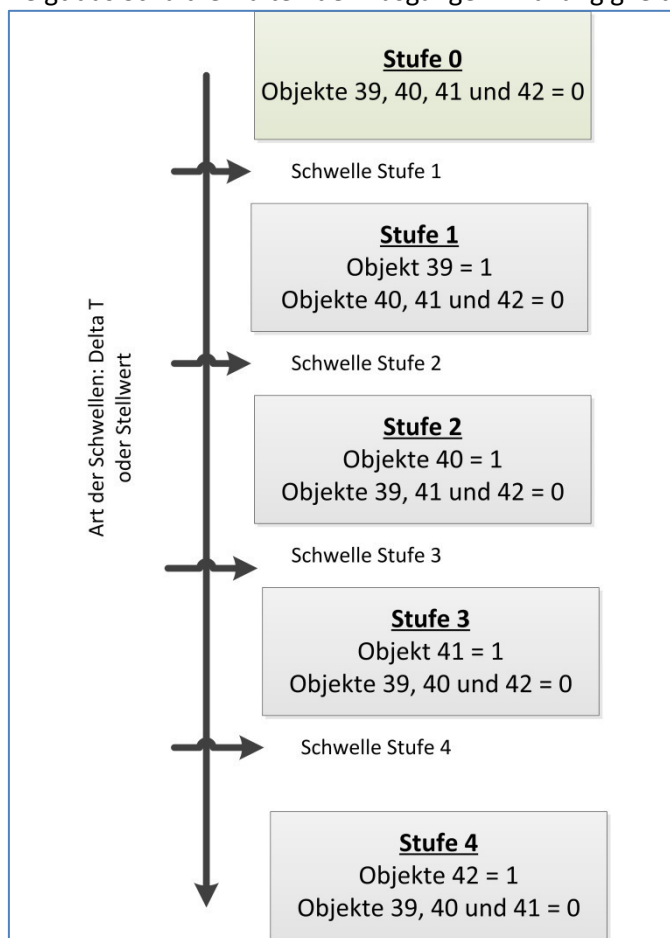 Stufe 0
Objekte 39, 40, 41 und 42 = 0
Schwelle Stufe 1
Stufe 1
Objekt 39 = 1
Objekte 40, 41 und 42 = 0
Art der Schwellen: Delta T
oder Stellwert
Schwelle Stufe 2
Stufe 2
Objekte 40 = 1
Objekte 39, 41 und 42 = 0
Schwelle Stufe 3
Stufe 3
Objekt 41 = 1
Objekte 39, 40 und 42 = 0
Schwelle Stufe 4
Stufe 4
Objekte 42 = 1
Objekte 39, 40 und 41 = 0